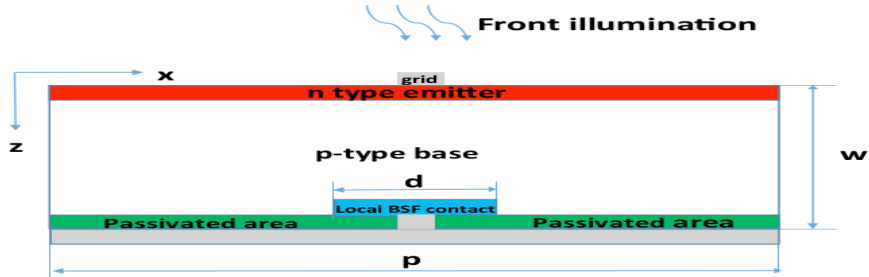 Front illumination
x
grid
n type emitter
z
p-type base
w
d
Local BSF contact
Passivated area
Passivated area
p